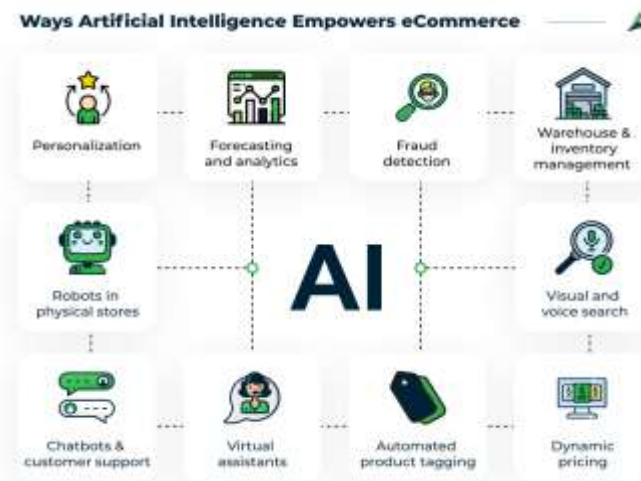 Ways Artificial Intelligence Empowers eCommerce
Personalization
Forecasting
and analytics
Fraud
detection
Warehouse &
inventory
management
Robots in
physical stores
AI
Visual and
voice search
Chatbots &
customer support
Virtual
assistants
Automated
product tagging
Dynamic
pricing